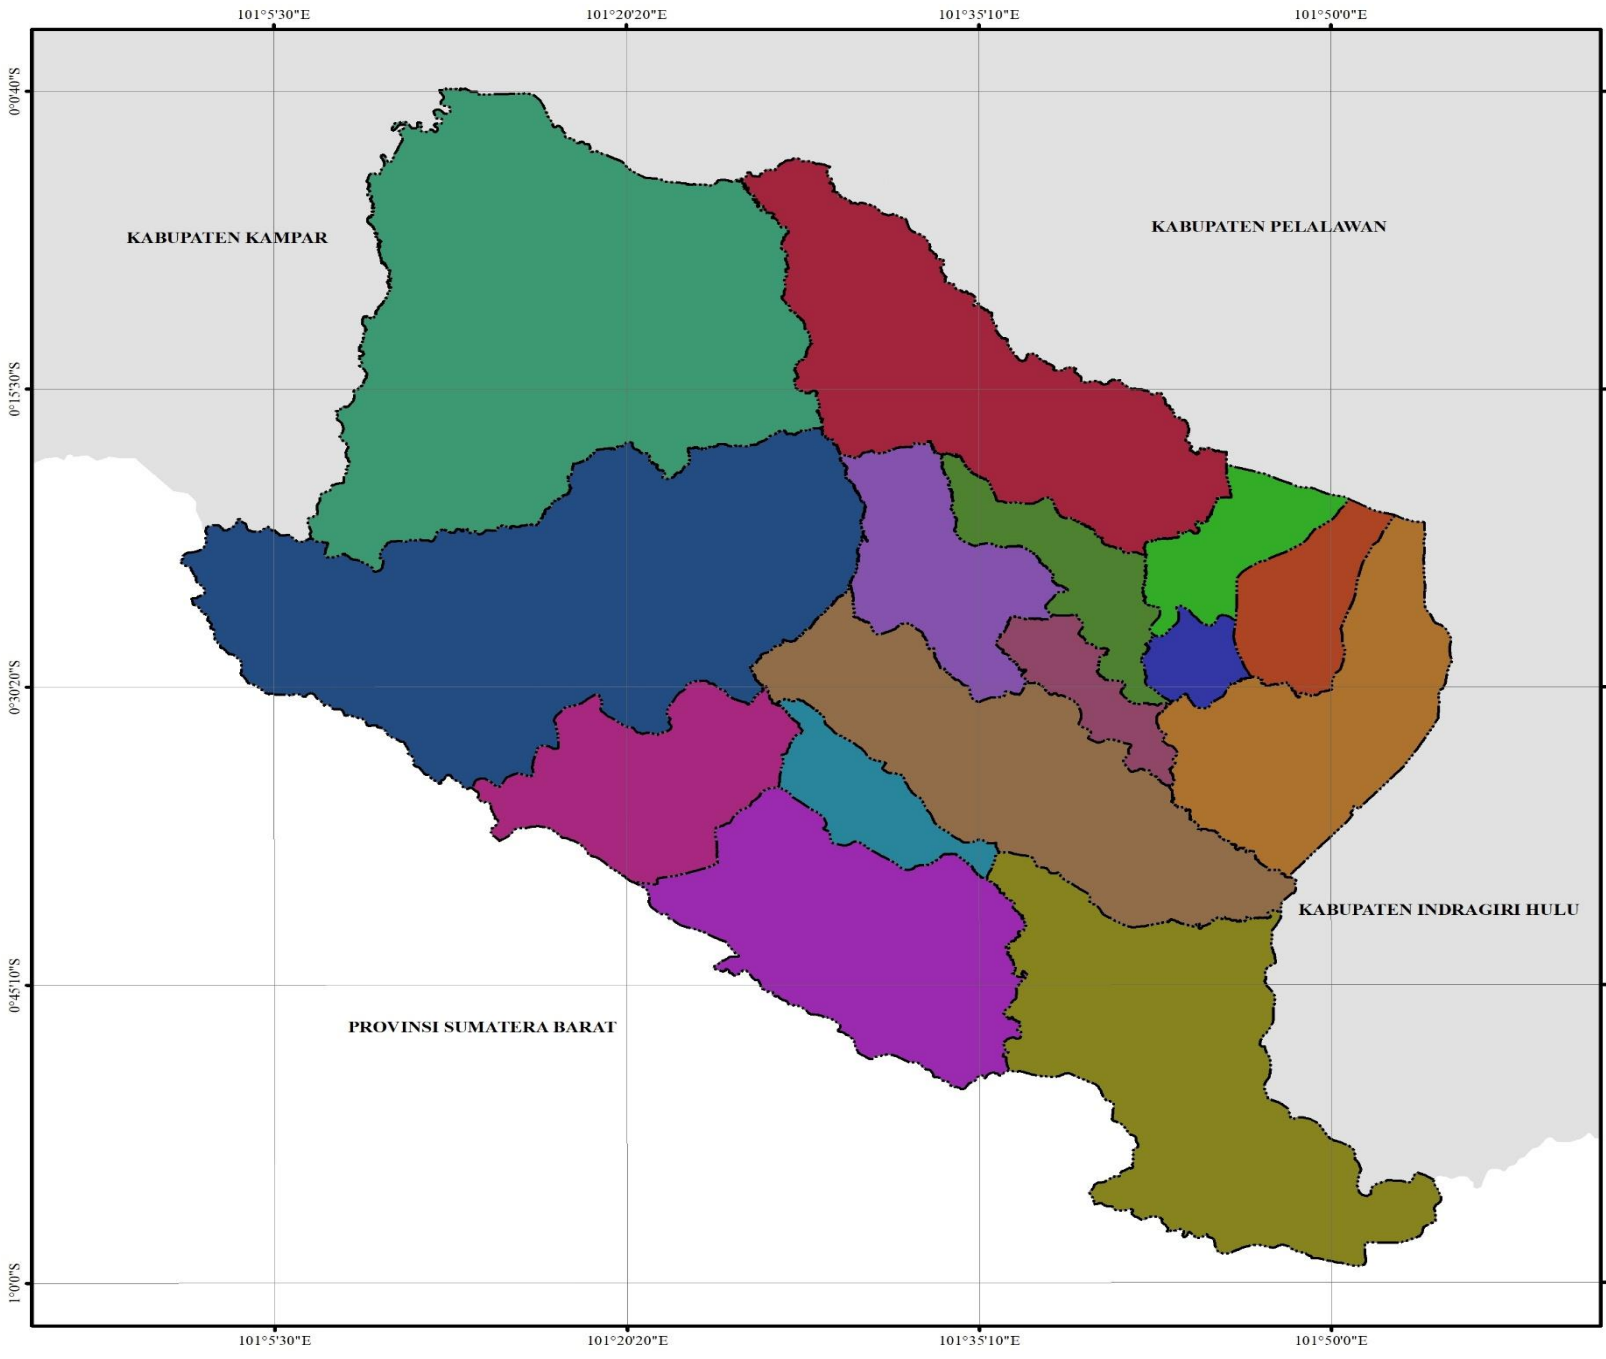 101°5'30"E 101°20'20"E 101°35'10"E 101°50'0"E
0°0'40"S
KABUPATEN PELALAWAN
KABUPATEN KAMPAR
0°15'30"S
0°30'20"S
KABUPATEN INDRAGIRI HULU
0°45'10"S
PROVINSI SUMATERA BARAT
1°0'0"S
101°5'30"E 101°20'20"E 101°35'10"E 101°50'0"E